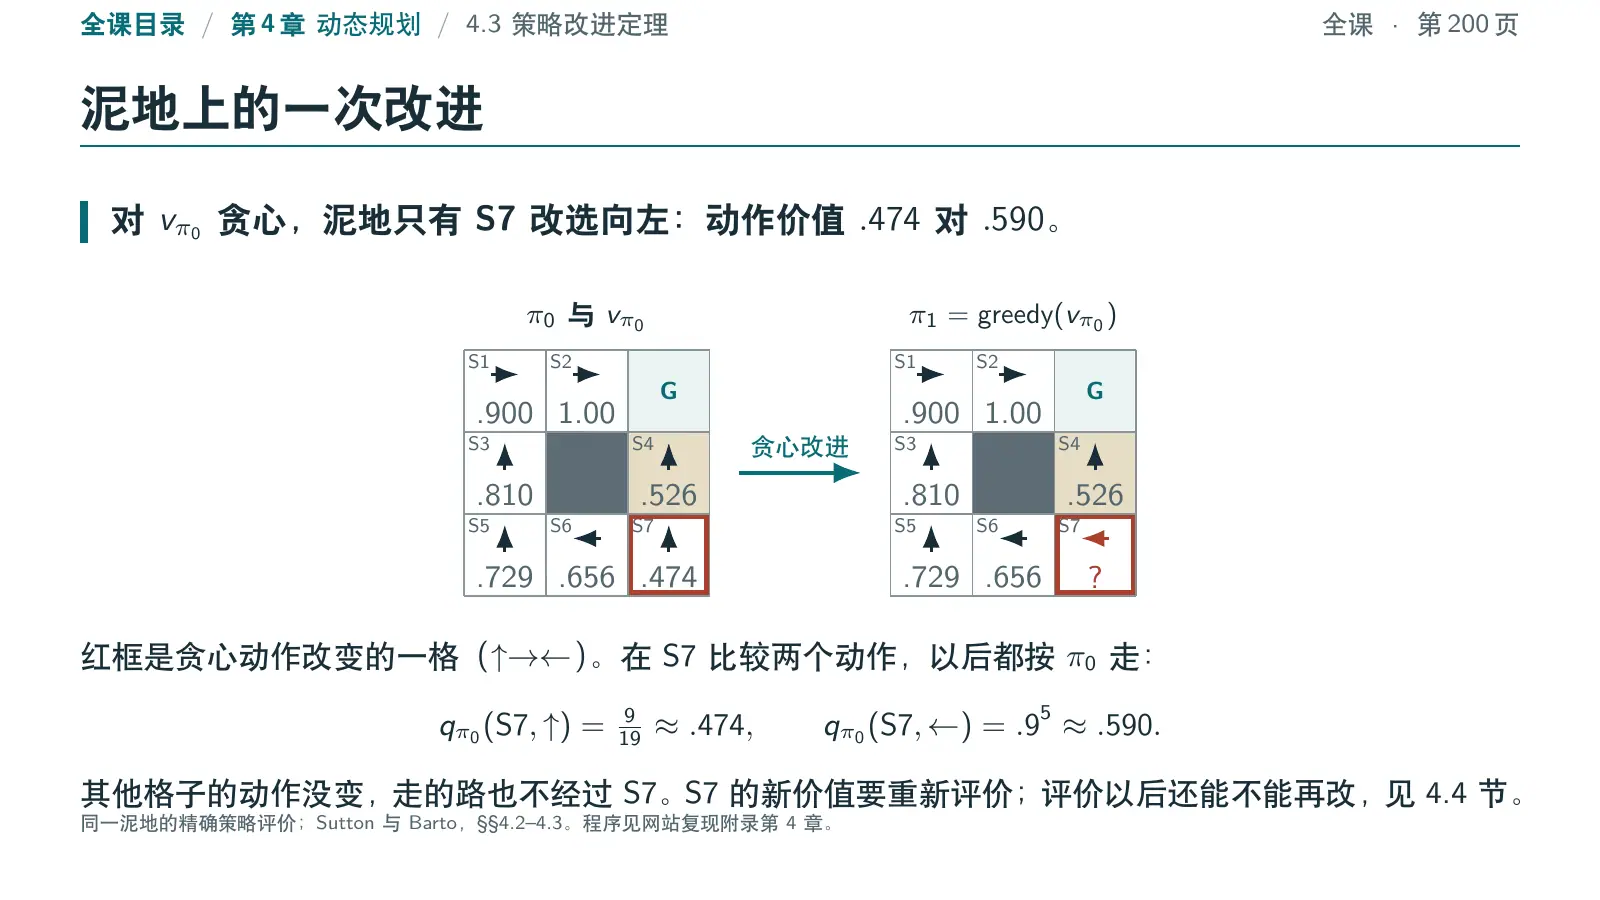 全课目录 / 第 4 章 动态规划 / 4.3 策略改进定理
全课 · 第 200 页
泥地上的一次改进
对 vπ0 贪心，泥地只有 S7 改选向左：动作价值 .474 对 .590。
π0 与 vπ0
π1 = greedy(vπ0)
S1 S2
.900 1.00 G
S3 S4
.810 .526
S5 S6 S7
.729 .656 .474
贪心改进
S1 S2
.900 1.00 G
S3 S4
.810 .526
S5 S6 S7
.729 .656 ?
红框是贪心动作改变的一格（↑→←）。在 S7 比较两个动作，以后都按 π0 走：
qπ0(S7,↑) = 9/19 ≈ .474, qπ0(S7,←) = .9^5 ≈ .590.
其他格子的动作没变，走的路也不经过 S7。S7 的新价值要重新评价；评价以后还能不能再改，见 4.4 节。
同一泥地的精确策略评价；Sutton 与 Barto，§§4.2–4.3。程序见网站复现附录第 4 章。